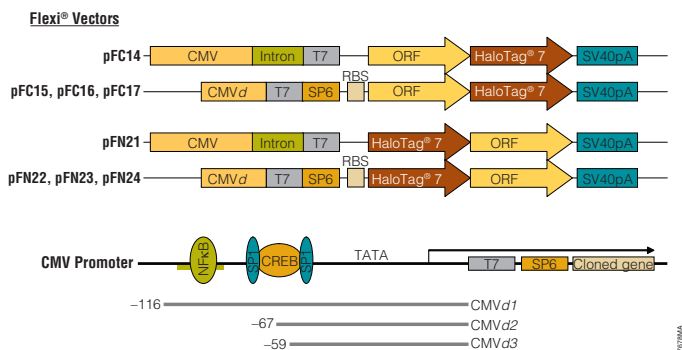 Flexi® Vectors
pFC14 CMV Intron T7 ORF HaloTag® 7 SV40pA
RBS
pFC15, pFC16, pFC17 CMVd T7 SP6 ORF HaloTag® 7 SV40pA
pFN21 CMV Intron T7 HaloTag® 7 ORF SV40pA
RBS
pFN22, pFN23, pFN24 CMVd T7 SP6 HaloTag® 7 ORF SV40pA
CMV Promoter NFκB SP1 CREB SP1 TATA T7 SP6 Cloned gene
–116 CMVd1
–67 CMVd2
–59 CMVd3